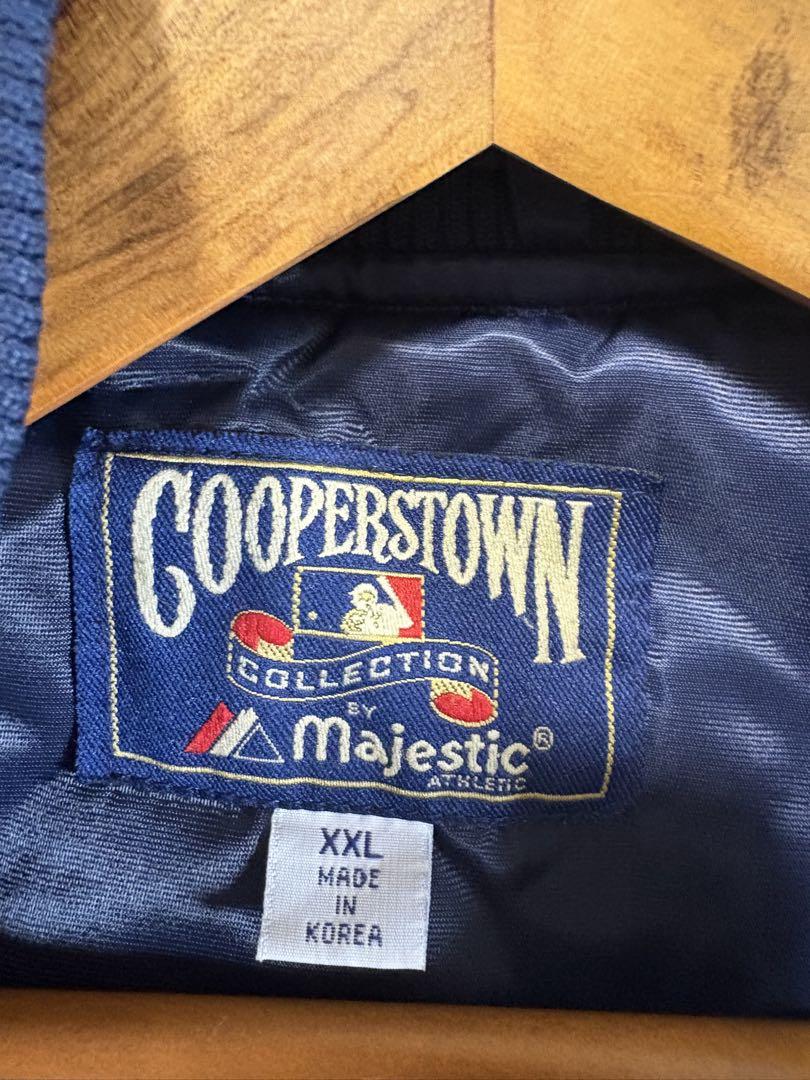 COOPERSTOWN
COLLECTION
BY
Majestic®
ATHLETIC
XXL
MADE
IN
KOREA